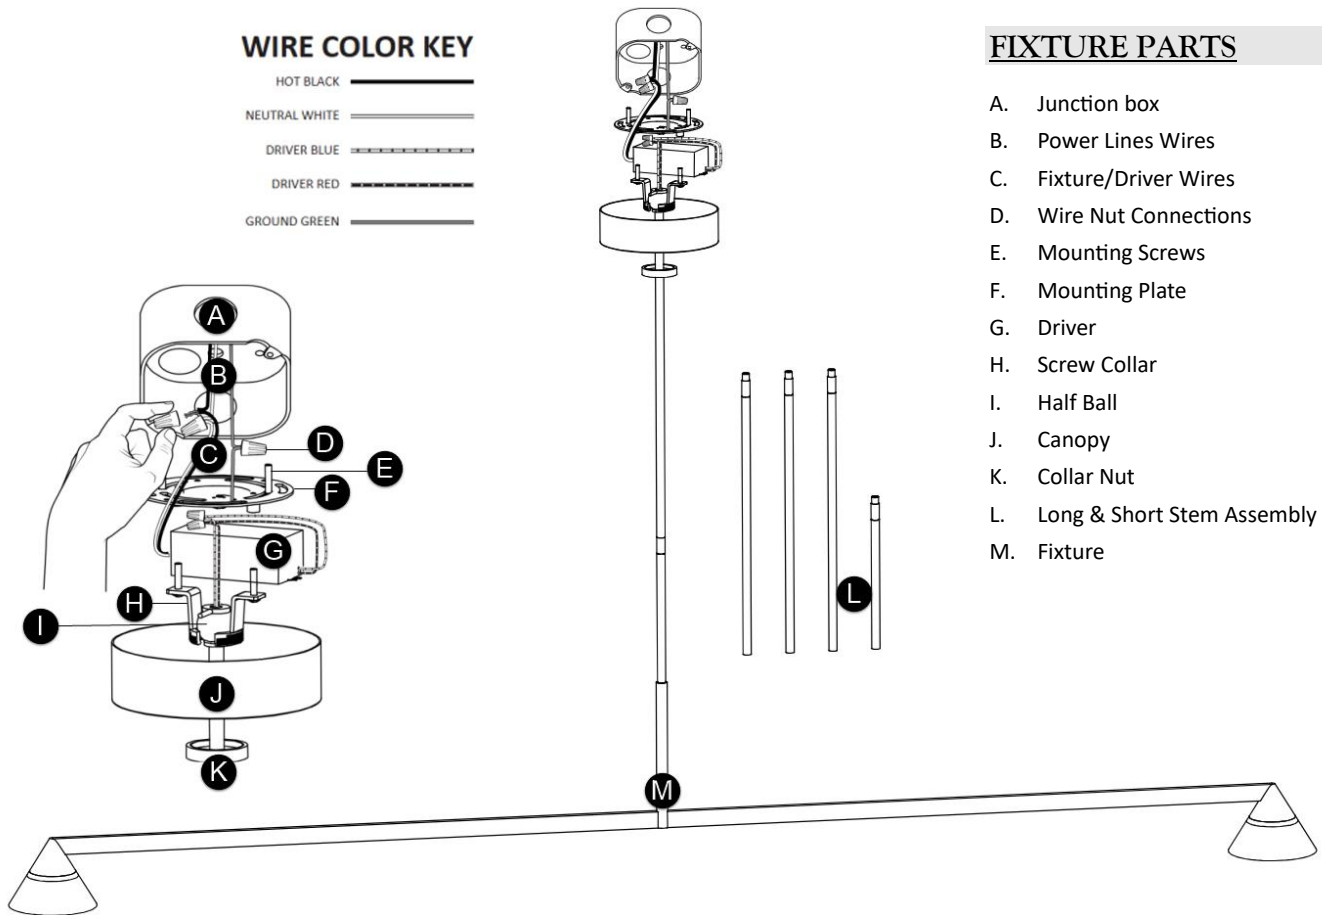 WIRE COLOR KEY
HOT BLACK
NEUTRAL WHITE
DRIVER BLUE
DRIVER RED
GROUND GREEN
FIXTURE PARTS
A. Junction box
B. Power Lines Wires
C. Fixture/Driver Wires
D. Wire Nut Connections
E. Mounting Screws
F. Mounting Plate
G. Driver
H. Screw Collar
I. Half Ball
J. Canopy
K. Collar Nut
L. Long & Short Stem Assembly
M. Fixture
A
B
C
D
E
F
G
H
I
J
K
L
M